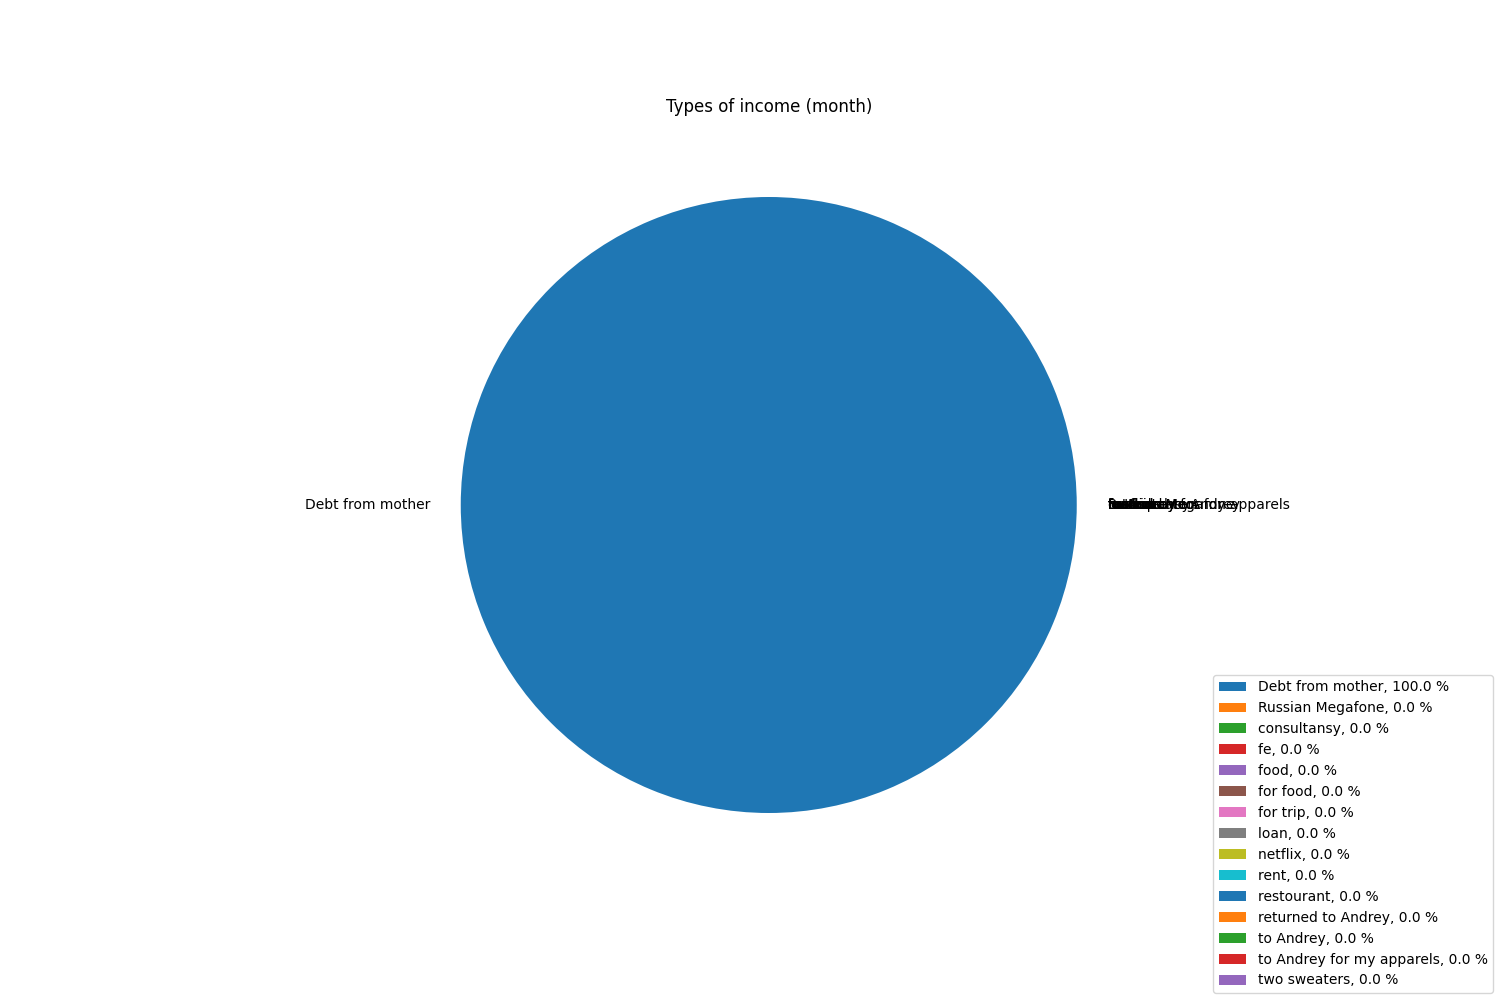 Types of income (month)
Debt from mother
Debt from mother, 100.0 %
Russian Megafone, 0.0 %
consultansy, 0.0 %
fe, 0.0 %
food, 0.0 %
for food, 0.0 %
for trip, 0.0 %
loan, 0.0 %
netflix, 0.0 %
rent, 0.0 %
restourant, 0.0 %
returned to Andrey, 0.0 %
to Andrey, 0.0 %
to Andrey for my apparels, 0.0 %
two sweaters, 0.0 %